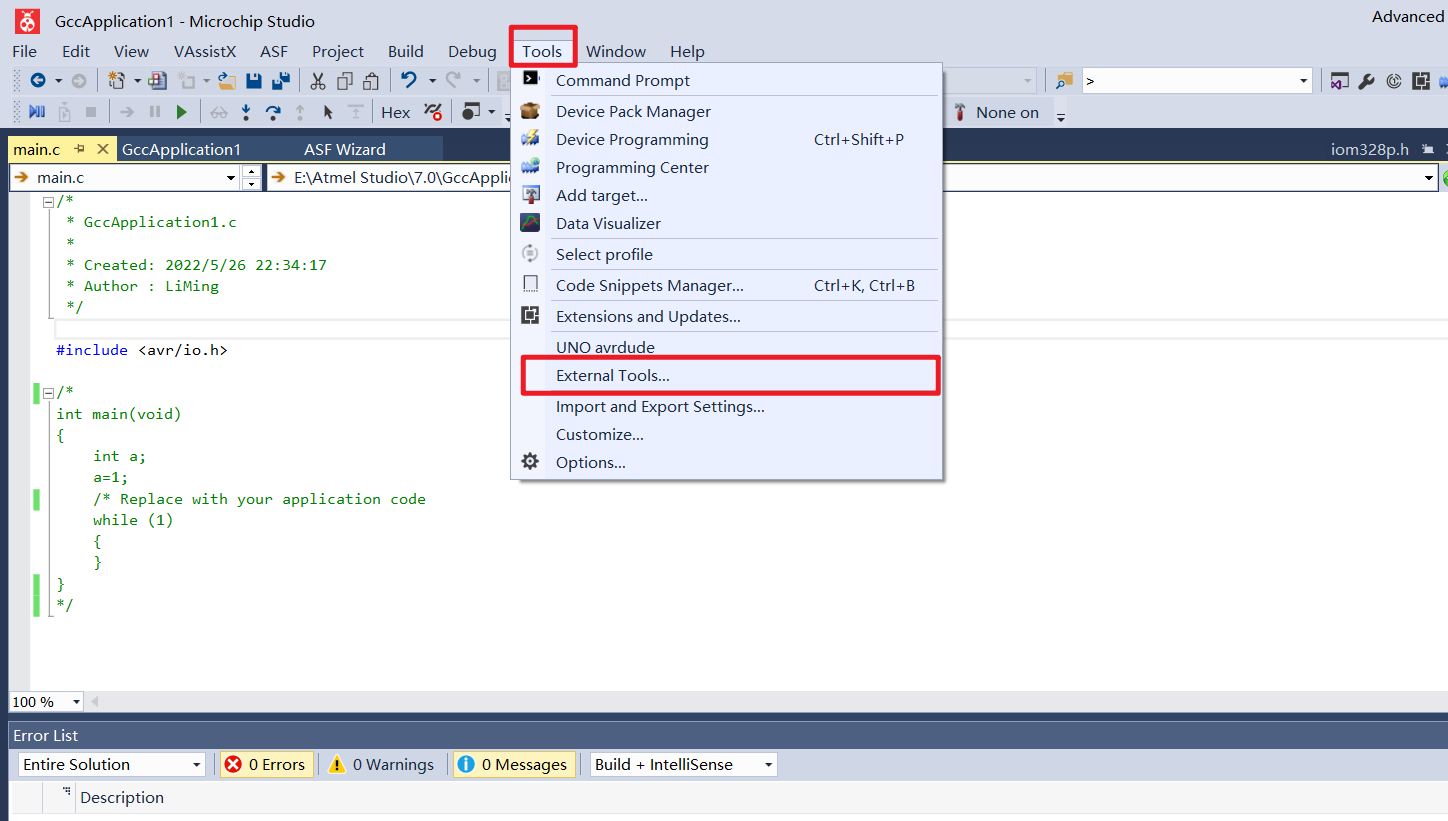 GccApplication1 - Microchip Studio
Advanced
File Edit View VAssistX ASF Project Build Debug Tools Window Help
>
Hex
None on
Command Prompt
Device Pack Manager
Device Programming Ctrl+Shift+P
Programming Center
Add target...
Data Visualizer
Select profile
Code Snippets Manager... Ctrl+K, Ctrl+B
Extensions and Updates...
UNO avrdude
External Tools...
Import and Export Settings...
Customize...
Options...
main.c GccApplication1 ASF Wizard iom328p.h
main.c E:\Atmel Studio\7.0\GccAppli
/*
* GccApplication1.c
*
* Created: 2022/5/26 22:34:17
* Author : LiMing
*/
#include <avr/io.h>
/*
int main(void)
{
int a;
a=1;
/* Replace with your application code
while (1)
{
}
}
*/
100 %
Error List
Entire Solution 0 Errors 0 Warnings 0 Messages Build + IntelliSense
Description